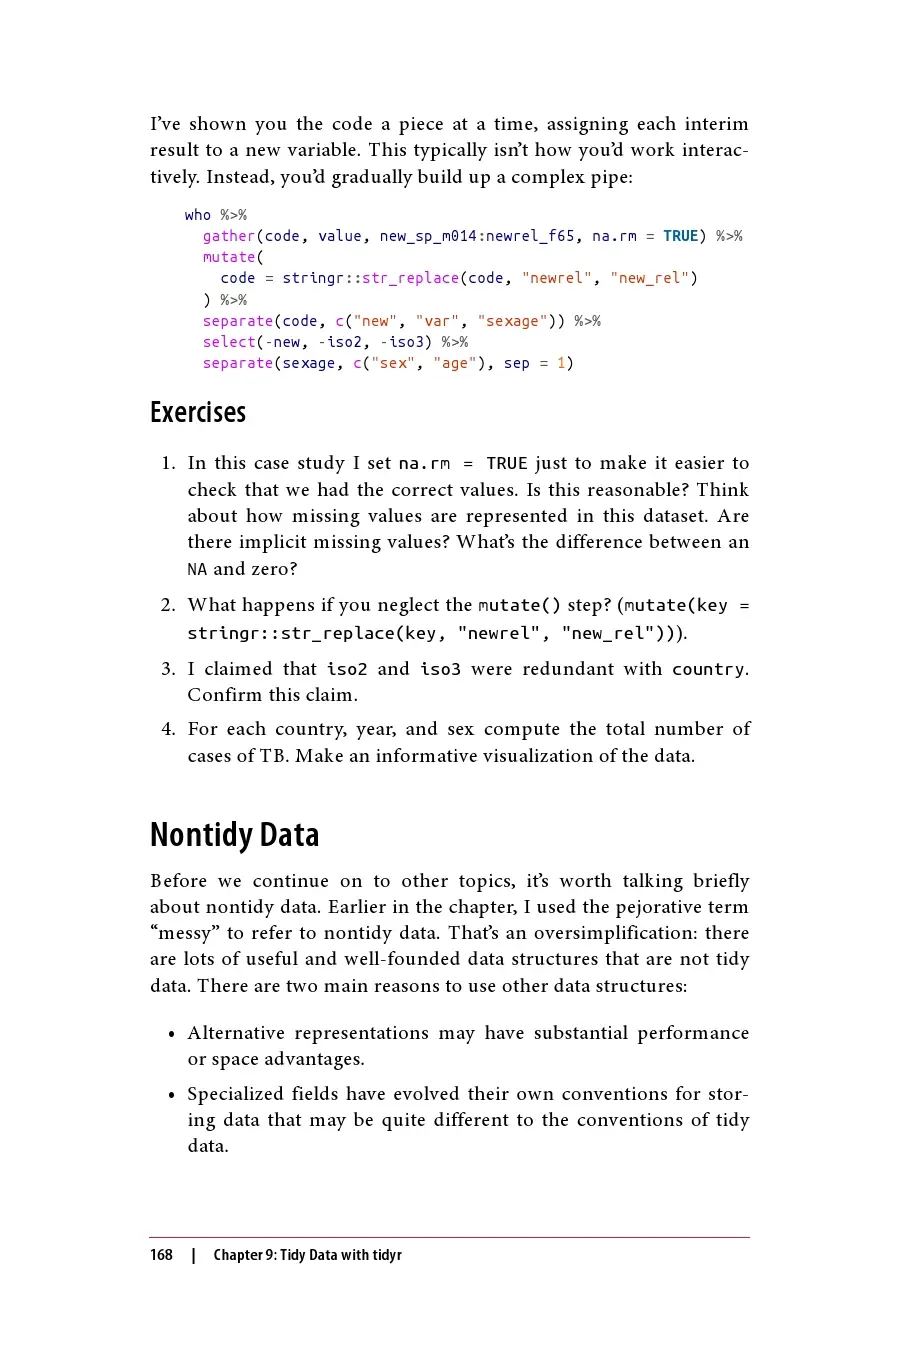 I’ve shown you the code a piece at a time, assigning each interim
result to a new variable. This typically isn’t how you’d work interac-
tively. Instead, you’d gradually build up a complex pipe:
who %>%
  gather(code, value, new_sp_m014:newrel_f65, na.rm = TRUE) %>%
  mutate(
    code = stringr::str_replace(code, "newrel", "new_rel")
  ) %>%
  separate(code, c("new", "var", "sexage")) %>%
  select(-new, -iso2, -iso3) %>%
  separate(sexage, c("sex", "age"), sep = 1)
Exercises
1. In this case study I set na.rm = TRUE just to make it easier to
check that we had the correct values. Is this reasonable? Think
about how missing values are represented in this dataset. Are
there implicit missing values? What’s the difference between an
NA and zero?
2. What happens if you neglect the mutate() step? (mutate(key =
stringr::str_replace(key, "newrel", "new_rel"))).
3. I claimed that iso2 and iso3 were redundant with country.
Confirm this claim.
4. For each country, year, and sex compute the total number of
cases of TB. Make an informative visualization of the data.
Nontidy Data
Before we continue on to other topics, it’s worth talking briefly
about nontidy data. Earlier in the chapter, I used the pejorative term
“messy” to refer to nontidy data. That’s an oversimplification: there
are lots of useful and well-founded data structures that are not tidy
data. There are two main reasons to use other data structures:
• Alternative representations may have substantial performance
or space advantages.
• Specialized fields have evolved their own conventions for stor-
ing data that may be quite different to the conventions of tidy
data.
168 | Chapter 9: Tidy Data with tidyr